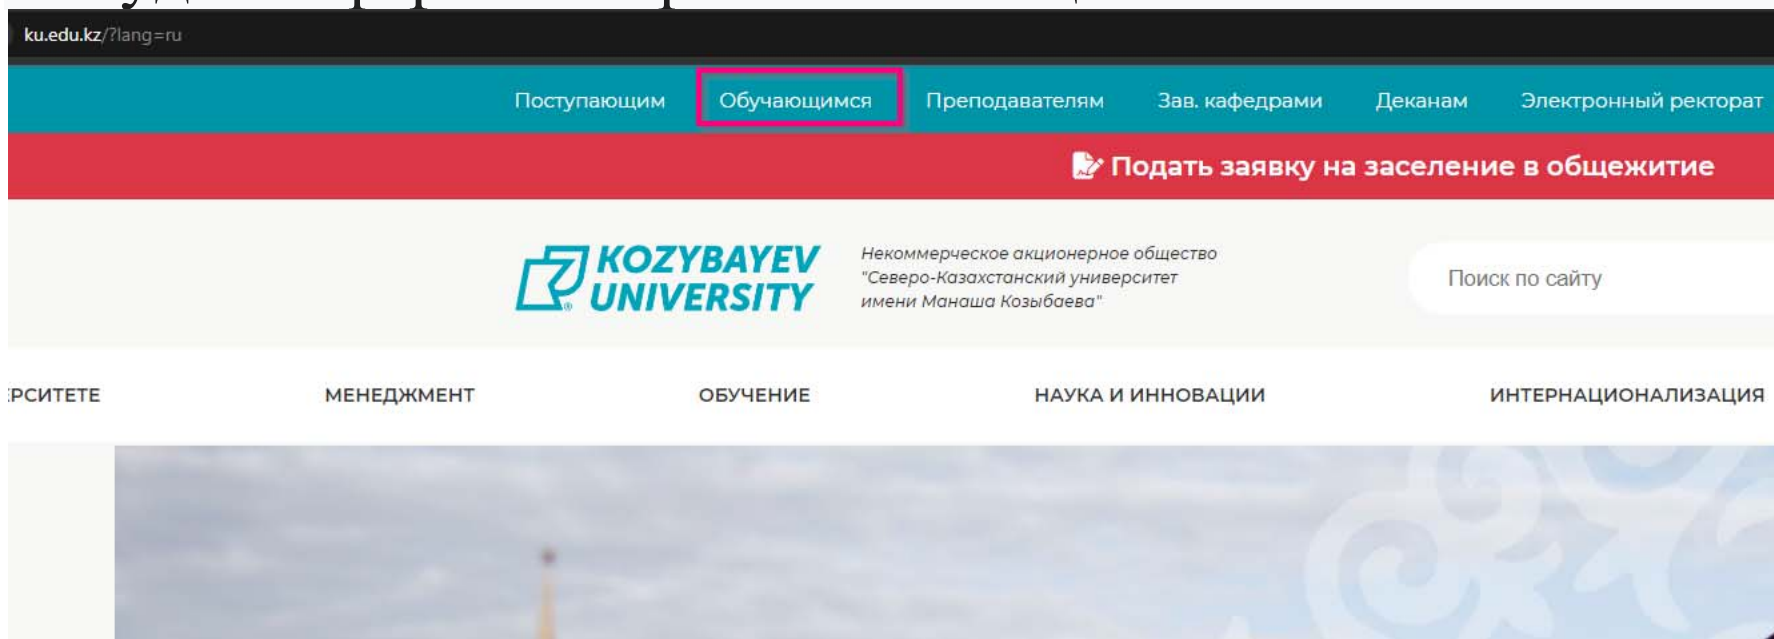 ku.edu.kz/?lang=ru
Поступающим Обучающимся Преподавателям Зав. кафедрами Деканам Электронный ректорат
Подать заявку на заселение в общежитие
KOZYBAYEV
UNIVERSITY
Некоммерческое акционерное общество
"Северо-Казахстанский университет
имени Манаша Козыбаева"
Поиск по сайту
МЕНЕДЖМЕНТ ОБУЧЕНИЕ НАУКА И ИННОВАЦИИ ИНТЕРНАЦИОНАЛИЗАЦИЯ